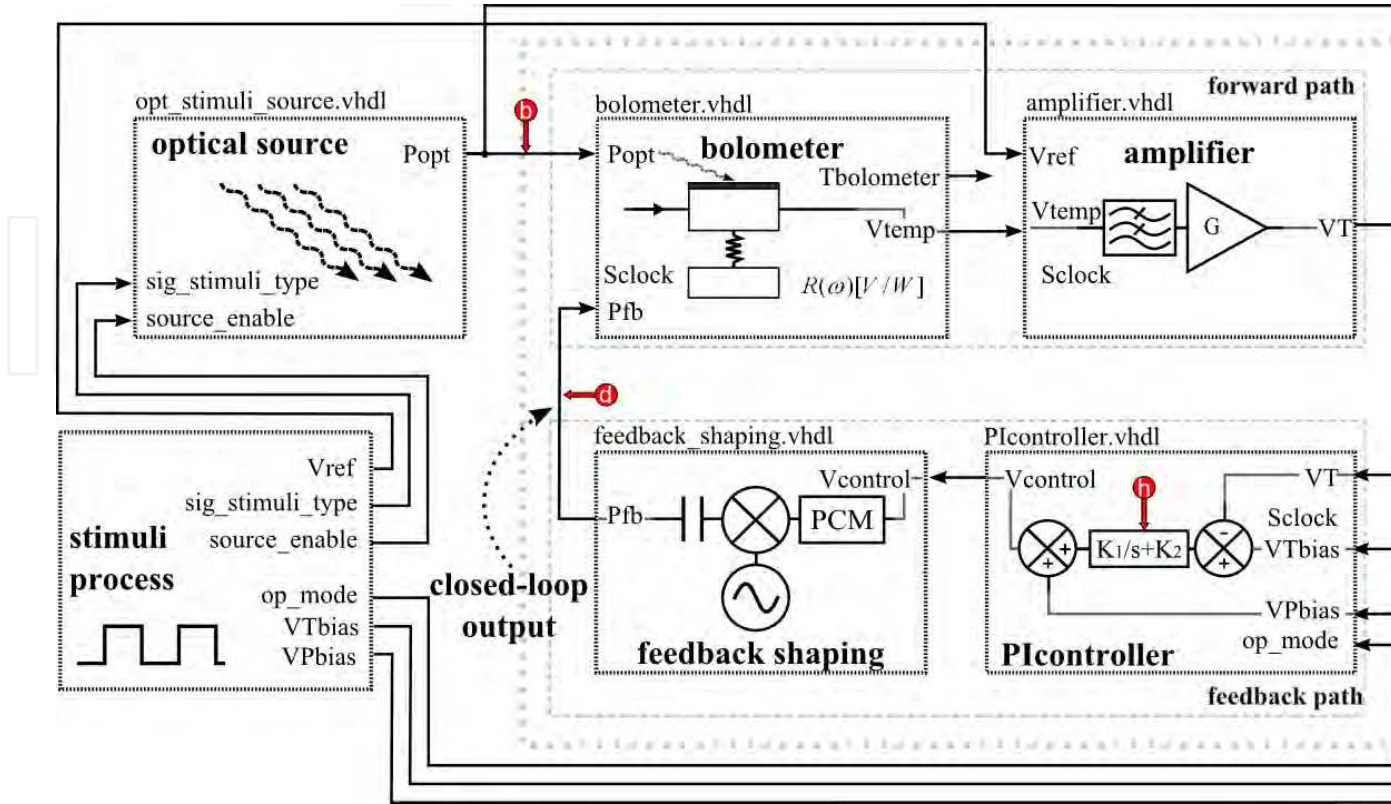 forward path
opt_stimuli_source.vhdl
optical source
Popt
sig_stimuli_type
source_enable
b
bolometer.vhdl
bolometer
Popt
Tbolometer
Vtemp
Sclock
R(ω)[V/W]
Pfb
amplifier.vhdl
amplifier
Vref
Vtemp
G
VT
Sclock
d
stimuli
process
Vref
sig_stimuli_type
source_enable
op_mode
VTbias
VPbias
closed-loop
output
feedback_shaping.vhdl
Vcontrol
Pfb
PCM
feedback shaping
PIcontroller.vhdl
Vcontrol
h
VT
Sclock
K1/s+K2
-
+
+
+
VTbias
VPbias
op_mode
PIcontroller
feedback path